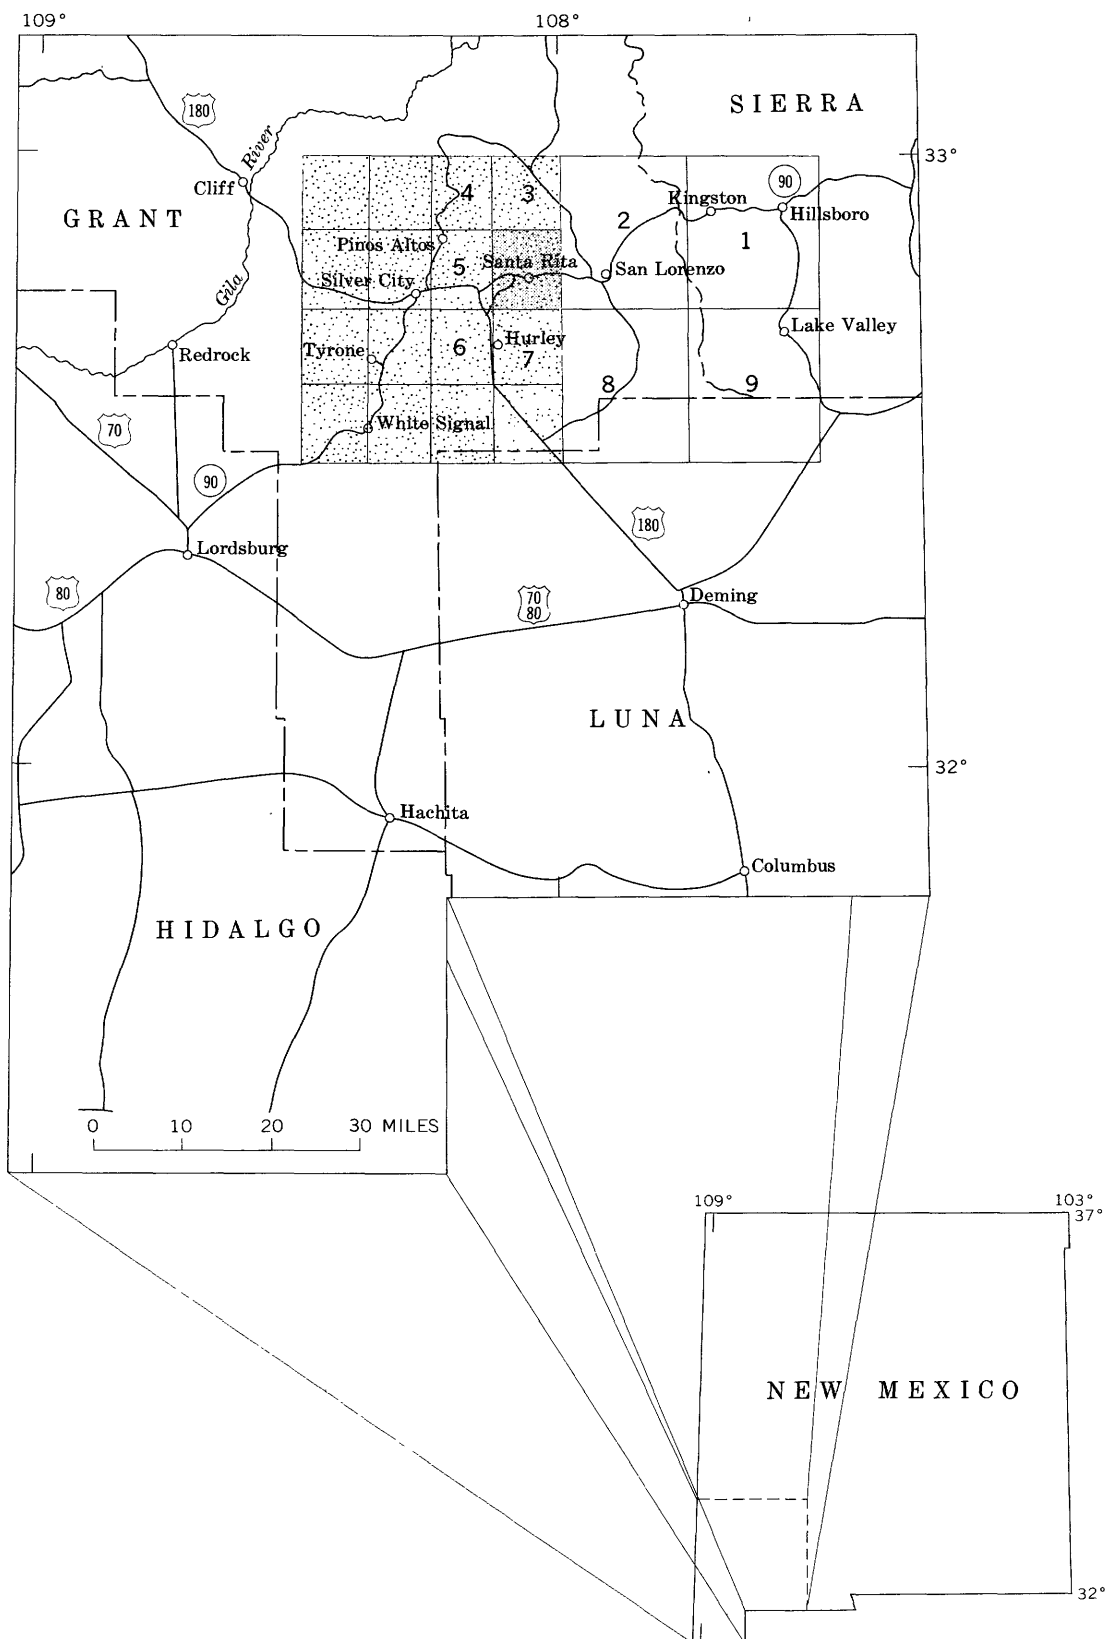 109°
108°
180
SIERRA
33°
River
Cliff
4
3
Kingston
90
Hillsboro
GRANT
2
1
Pinos Altos
5
Santa Rita
San Lorenzo
Silver City
Gila
Lake Valley
Redrock
Tyrone
6
Hurley
7
8
9
70
White Signal
90
180
Lordsburg
80
70
80
Deming
LUNA
32°
Hachita
Columbus
HIDALGO
0 10 20 30 MILES
109°
103°
37°
NEW MEXICO
32°